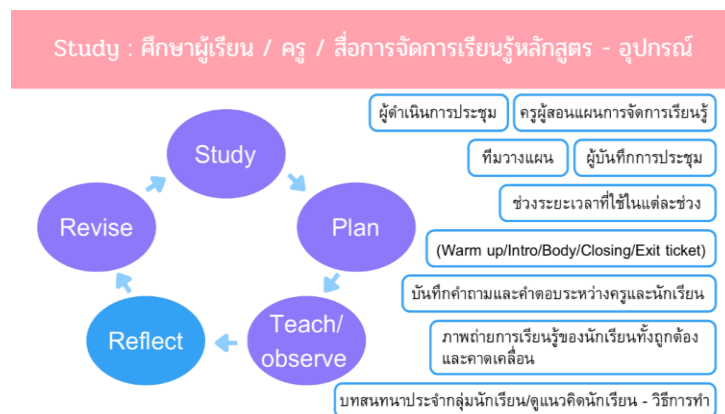 Study : ศึกษาผู้เรียน / ครู / สื่อการจัดการเรียนรู้หลักสูตร - อุปกรณ์
Study
Plan
Teach/
observe
Reflect
Revise
ผู้ดำเนินการประชุม
ครูผู้สอนแผนการจัดการเรียนรู้
ทีมวางแผน
ผู้บันทึกการประชุม
ช่วงระยะเวลาที่ใช้ในแต่ละช่วง
(Warm up/Intro/Body/Closing/Exit ticket)
บันทึกคำถามและคำตอบระหว่างครูและนักเรียน
ภาพถ่ายการเรียนรู้ของนักเรียนทั้งถูกต้อง
และคาดเคลื่อน
บทสนทนาประจำกลุ่มนักเรียน/ดูแนวคิดนักเรียน - วิธีการทำ